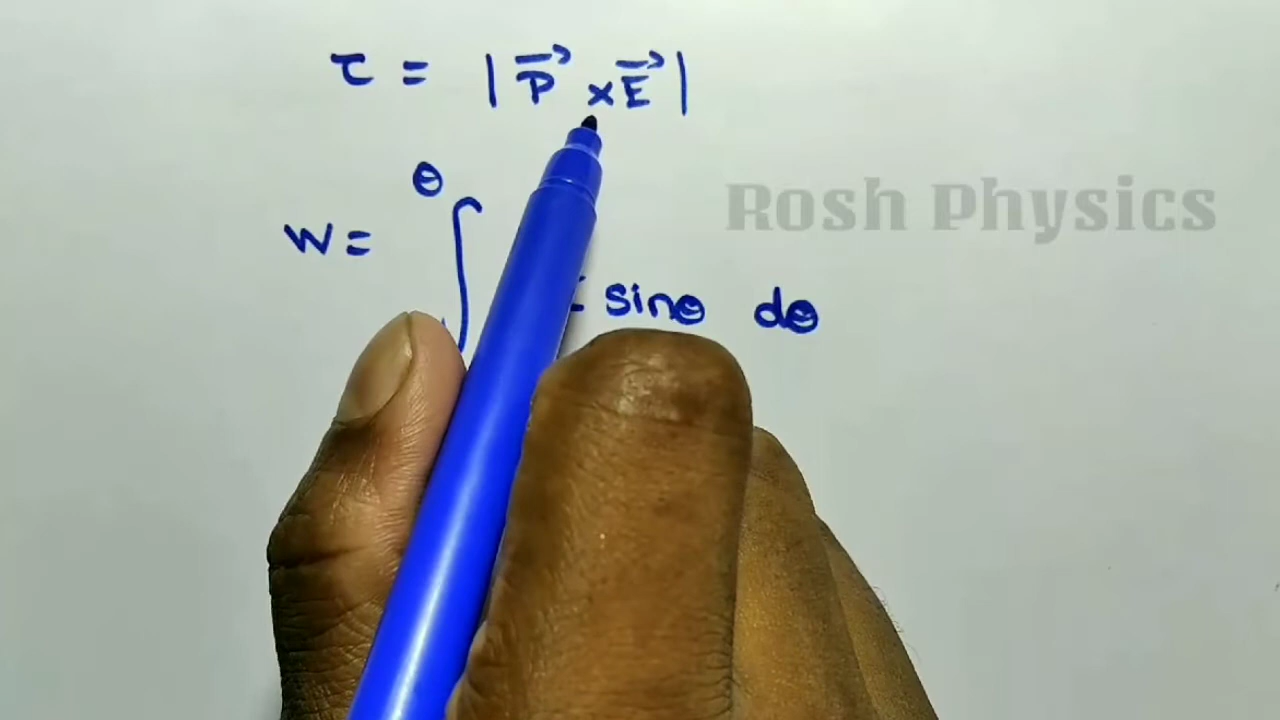 τ = | P⃗ × E⃗ |
Rosh Physics
θ
W = ∫ sinθ dθ